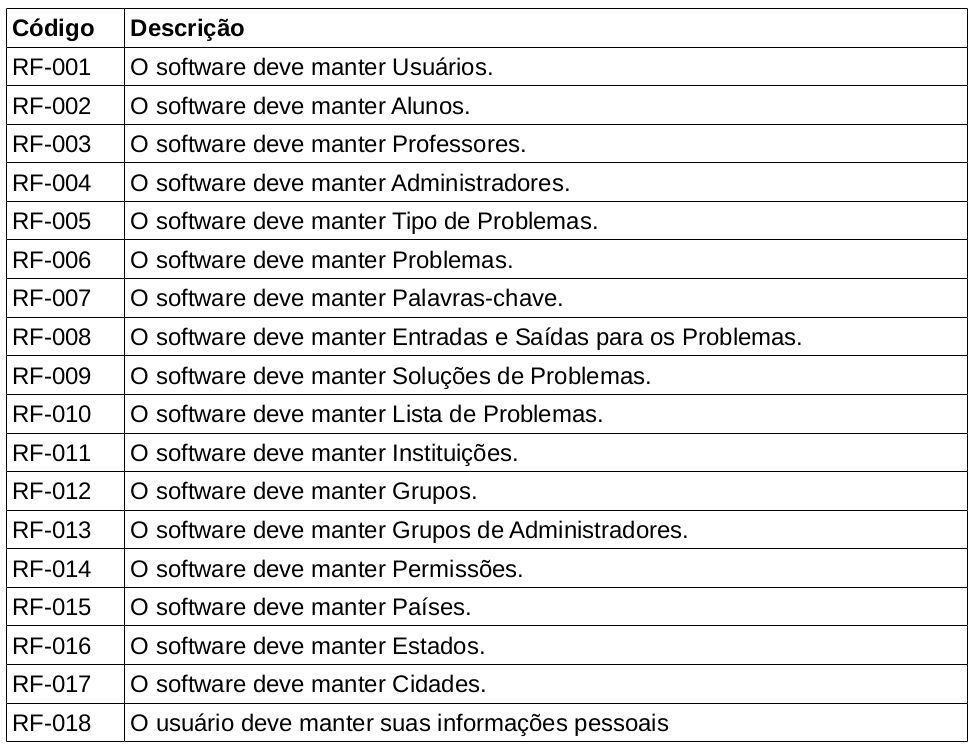 Código Descrição
RF-001 O software deve manter Usuários.
RF-002 O software deve manter Alunos.
RF-003 O software deve manter Professores.
RF-004 O software deve manter Administradores.
RF-005 O software deve manter Tipo de Problemas.
RF-006 O software deve manter Problemas.
RF-007 O software deve manter Palavras-chave.
RF-008 O software deve manter Entradas e Saídas para os Problemas.
RF-009 O software deve manter Soluções de Problemas.
RF-010 O software deve manter Lista de Problemas.
RF-011 O software deve manter Instituições.
RF-012 O software deve manter Grupos.
RF-013 O software deve manter Grupos de Administradores.
RF-014 O software deve manter Permissões.
RF-015 O software deve manter Países.
RF-016 O software deve manter Estados.
RF-017 O software deve manter Cidades.
RF-018 O usuário deve manter suas informações pessoais